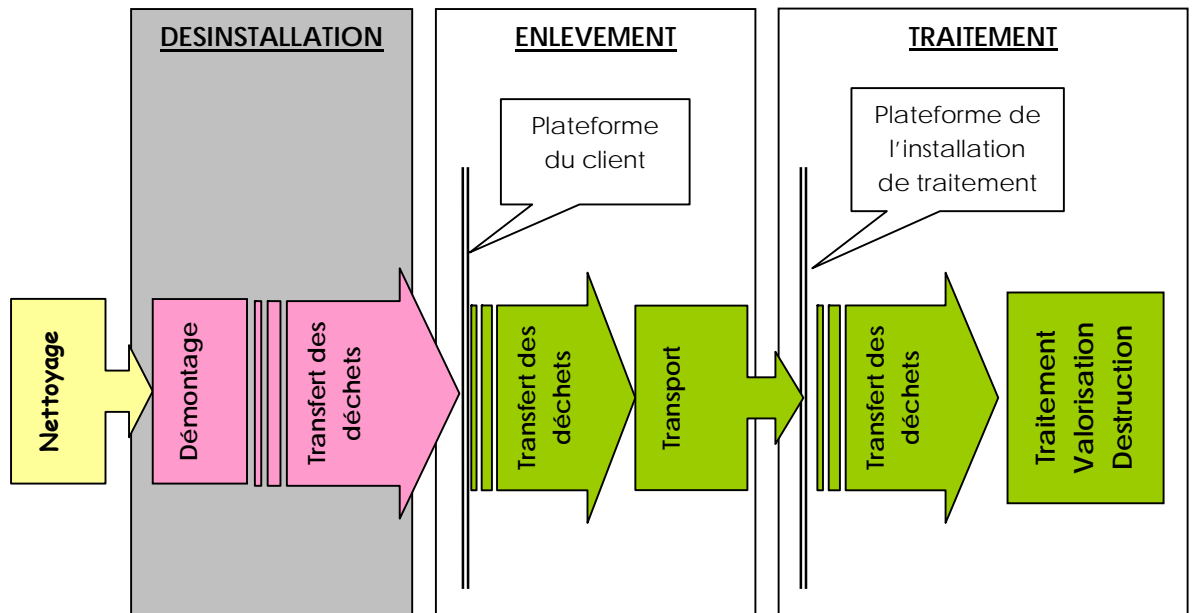 DESINSTALLATION
ENLEVEMENT
TRAITEMENT
Plateforme
du client
Plateforme de
l'installation
de traitement
Nettoyage
Démontage
Transfert des
déchets
Transfert des
déchets
Transport
Transfert des
déchets
Traitement
Valorisation
Destruction